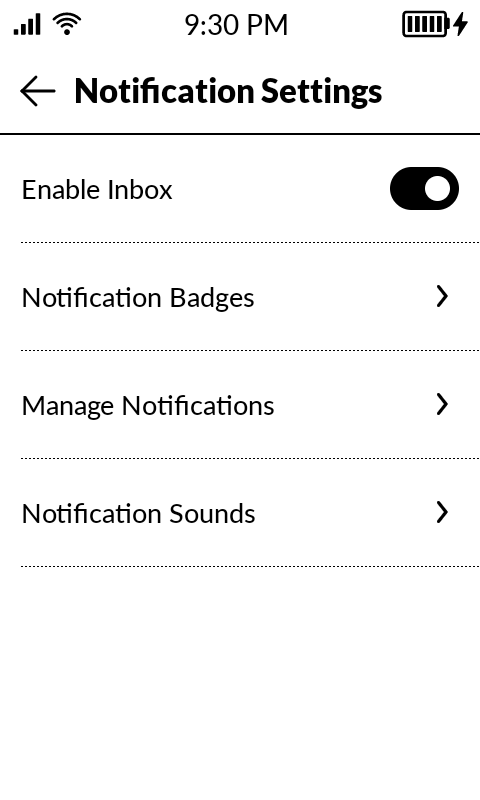 9:30 PM
Notification Settings
Enable Inbox
Notification Badges
Manage Notifications
Notification Sounds